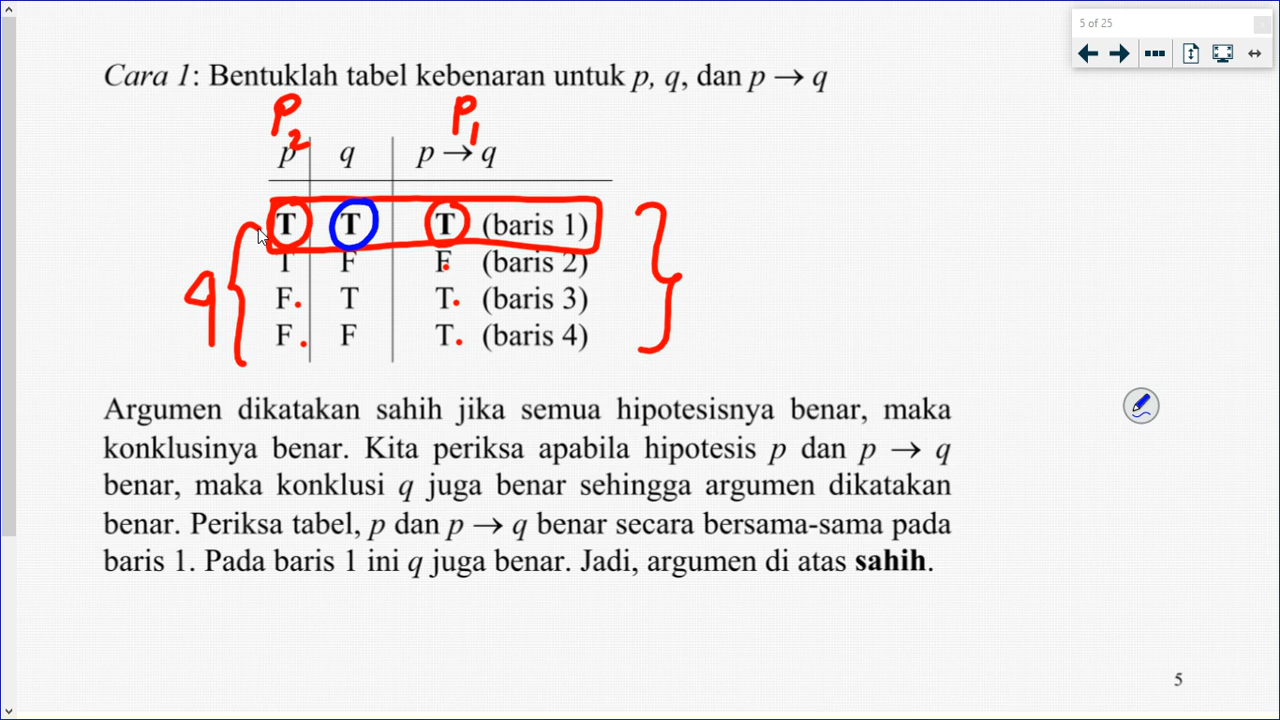 5 of 25
Cara 1: Bentuklah tabel kebenaran untuk p, q, dan p → q
P2 P1
p q p → q
T T T (baris 1)
T F F (baris 2)
F T T (baris 3)
F F T (baris 4)
4
Argumen dikatakan sahih jika semua hipotesisnya benar, maka
konklusinya benar. Kita periksa apabila hipotesis p dan p → q
benar, maka konklusi q juga benar sehingga argumen dikatakan
benar. Periksa tabel, p dan p → q benar secara bersama-sama pada
baris 1. Pada baris 1 ini q juga benar. Jadi, argumen di atas sahih.
5